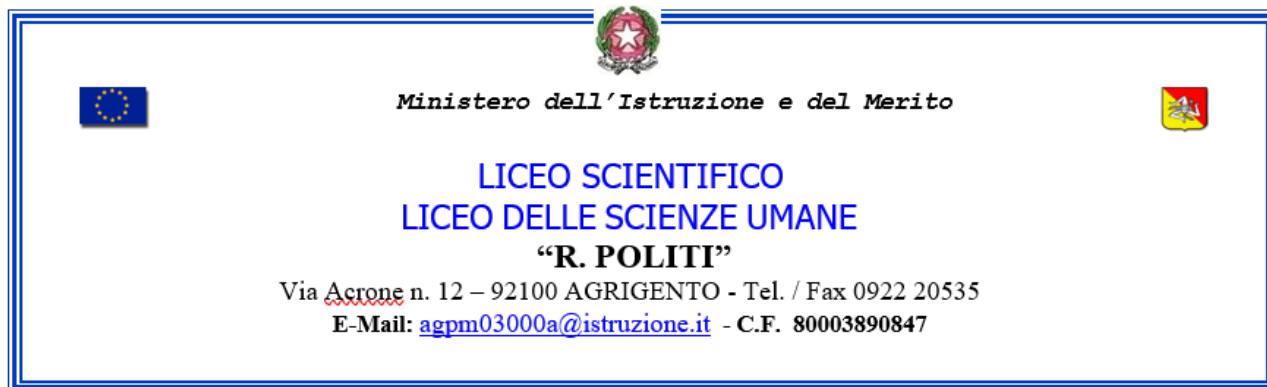 Ministero dell’Istruzione e del Merito
LICEO SCIENTIFICO
LICEO DELLE SCIENZE UMANE
“R. POLITI”
Via Acrone n. 12 – 92100 AGRIGENTO - Tel. / Fax 0922 20535
E-Mail: agpm03000a@istruzione.it - C.F. 80003890847